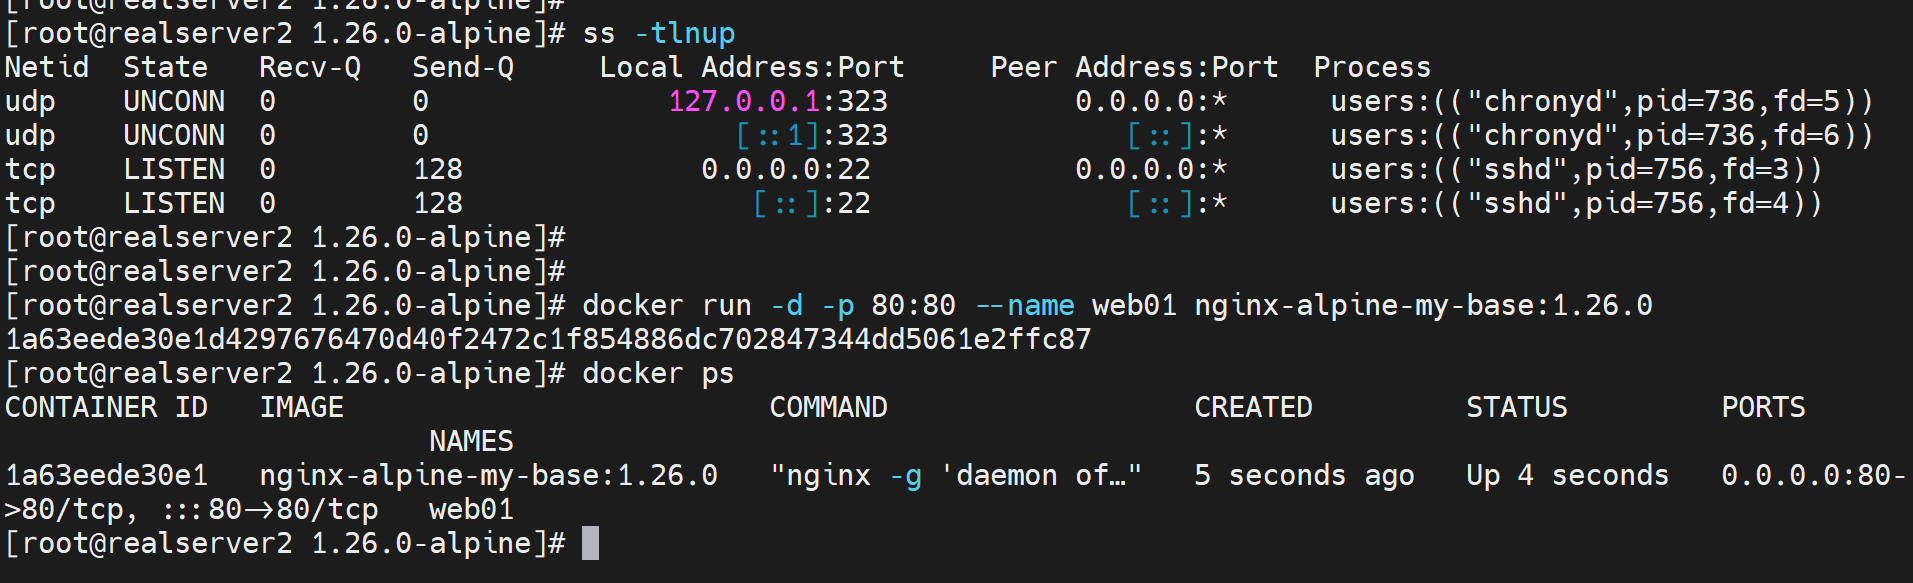 [root@realserver2 1.26.0-alpine]#
[root@realserver2 1.26.0-alpine]# ss -tlnup
Netid  State   Recv-Q   Send-Q     Local Address:Port     Peer Address:Port  Process
udp    UNCONN  0        0              127.0.0.1:323           0.0.0.0:*      users:(("chronyd",pid=736,fd=5))
udp    UNCONN  0        0                  [::1]:323              [::]:*      users:(("chronyd",pid=736,fd=6))
tcp    LISTEN  0        128              0.0.0.0:22            0.0.0.0:*      users:(("sshd",pid=756,fd=3))
tcp    LISTEN  0        128                 [::]:22               [::]:*      users:(("sshd",pid=756,fd=4))
[root@realserver2 1.26.0-alpine]#
[root@realserver2 1.26.0-alpine]#
[root@realserver2 1.26.0-alpine]# docker run -d -p 80:80 --name web01 nginx-alpine-my-base:1.26.0
1a63eede30e1d4297676470d40f2472c1f854886dc702847344dd5061e2ffc87
[root@realserver2 1.26.0-alpine]# docker ps
CONTAINER ID   IMAGE                         COMMAND                  CREATED         STATUS         PORTS
                         NAMES
1a63eede30e1   nginx-alpine-my-base:1.26.0   "nginx -g 'daemon of…"   5 seconds ago   Up 4 seconds   0.0.0.0:80-
>80/tcp, :::80->80/tcp   web01
[root@realserver2 1.26.0-alpine]#